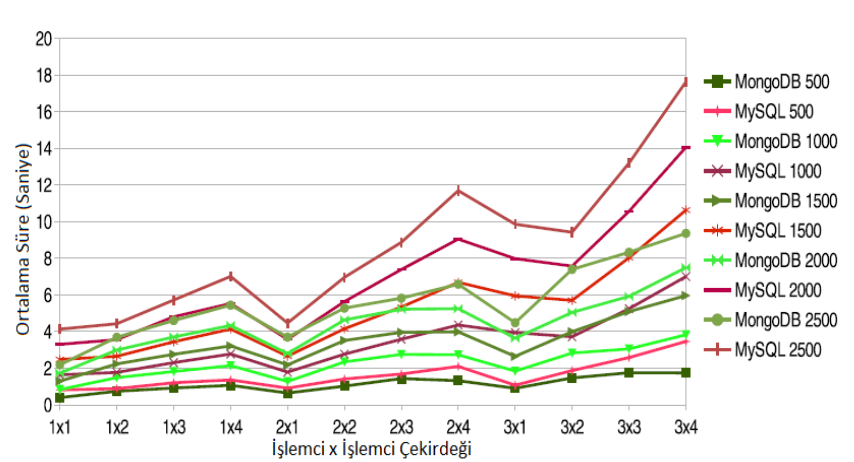 20
18
16
14
12
10
8
6
4
2
0
Ortalama Süre (Saniye)
1x1 1x2 1x3 1x4 2x1 2x2 2x3 2x4 3x1 3x2 3x3 3x4
İşlemci x İşlemci Çekirdeği
MongoDB 500
MySQL 500
MongoDB 1000
MySQL 1000
MongoDB 1500
MySQL 1500
MongoDB 2000
MySQL 2000
MongoDB 2500
MySQL 2500